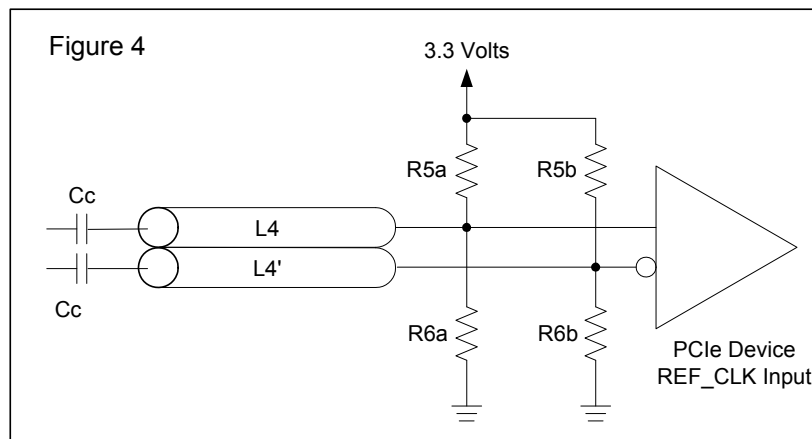 Figure 4
3.3 Volts
R5a
R5b
Cc
L4
L4'
Cc
R6a
R6b
PCIe Device
REF_CLK Input